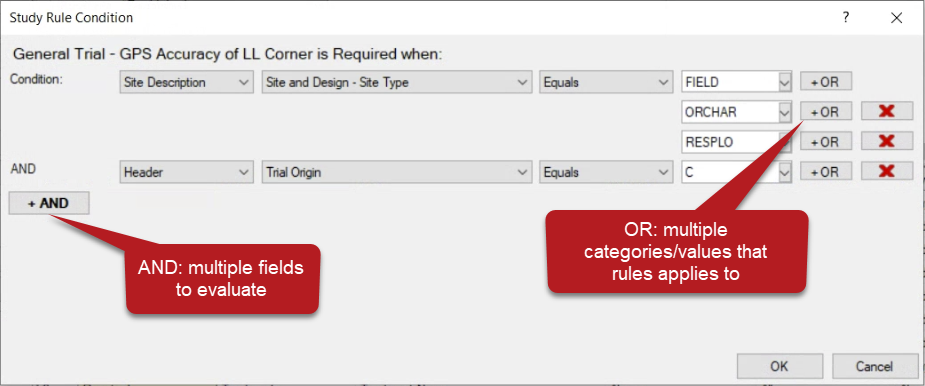 Study Rule Condition ?
General Trial - GPS Accuracy of LL Corner is Required when:
Condition: Site Description Site and Design - Site Type Equals FIELD + OR
ORCHAR + OR
RESPLO + OR
AND Header Trial Origin Equals C + OR
+ AND
AND: multiple fields
to evaluate
OR: multiple
categories/values that
rules applies to
OK Cancel